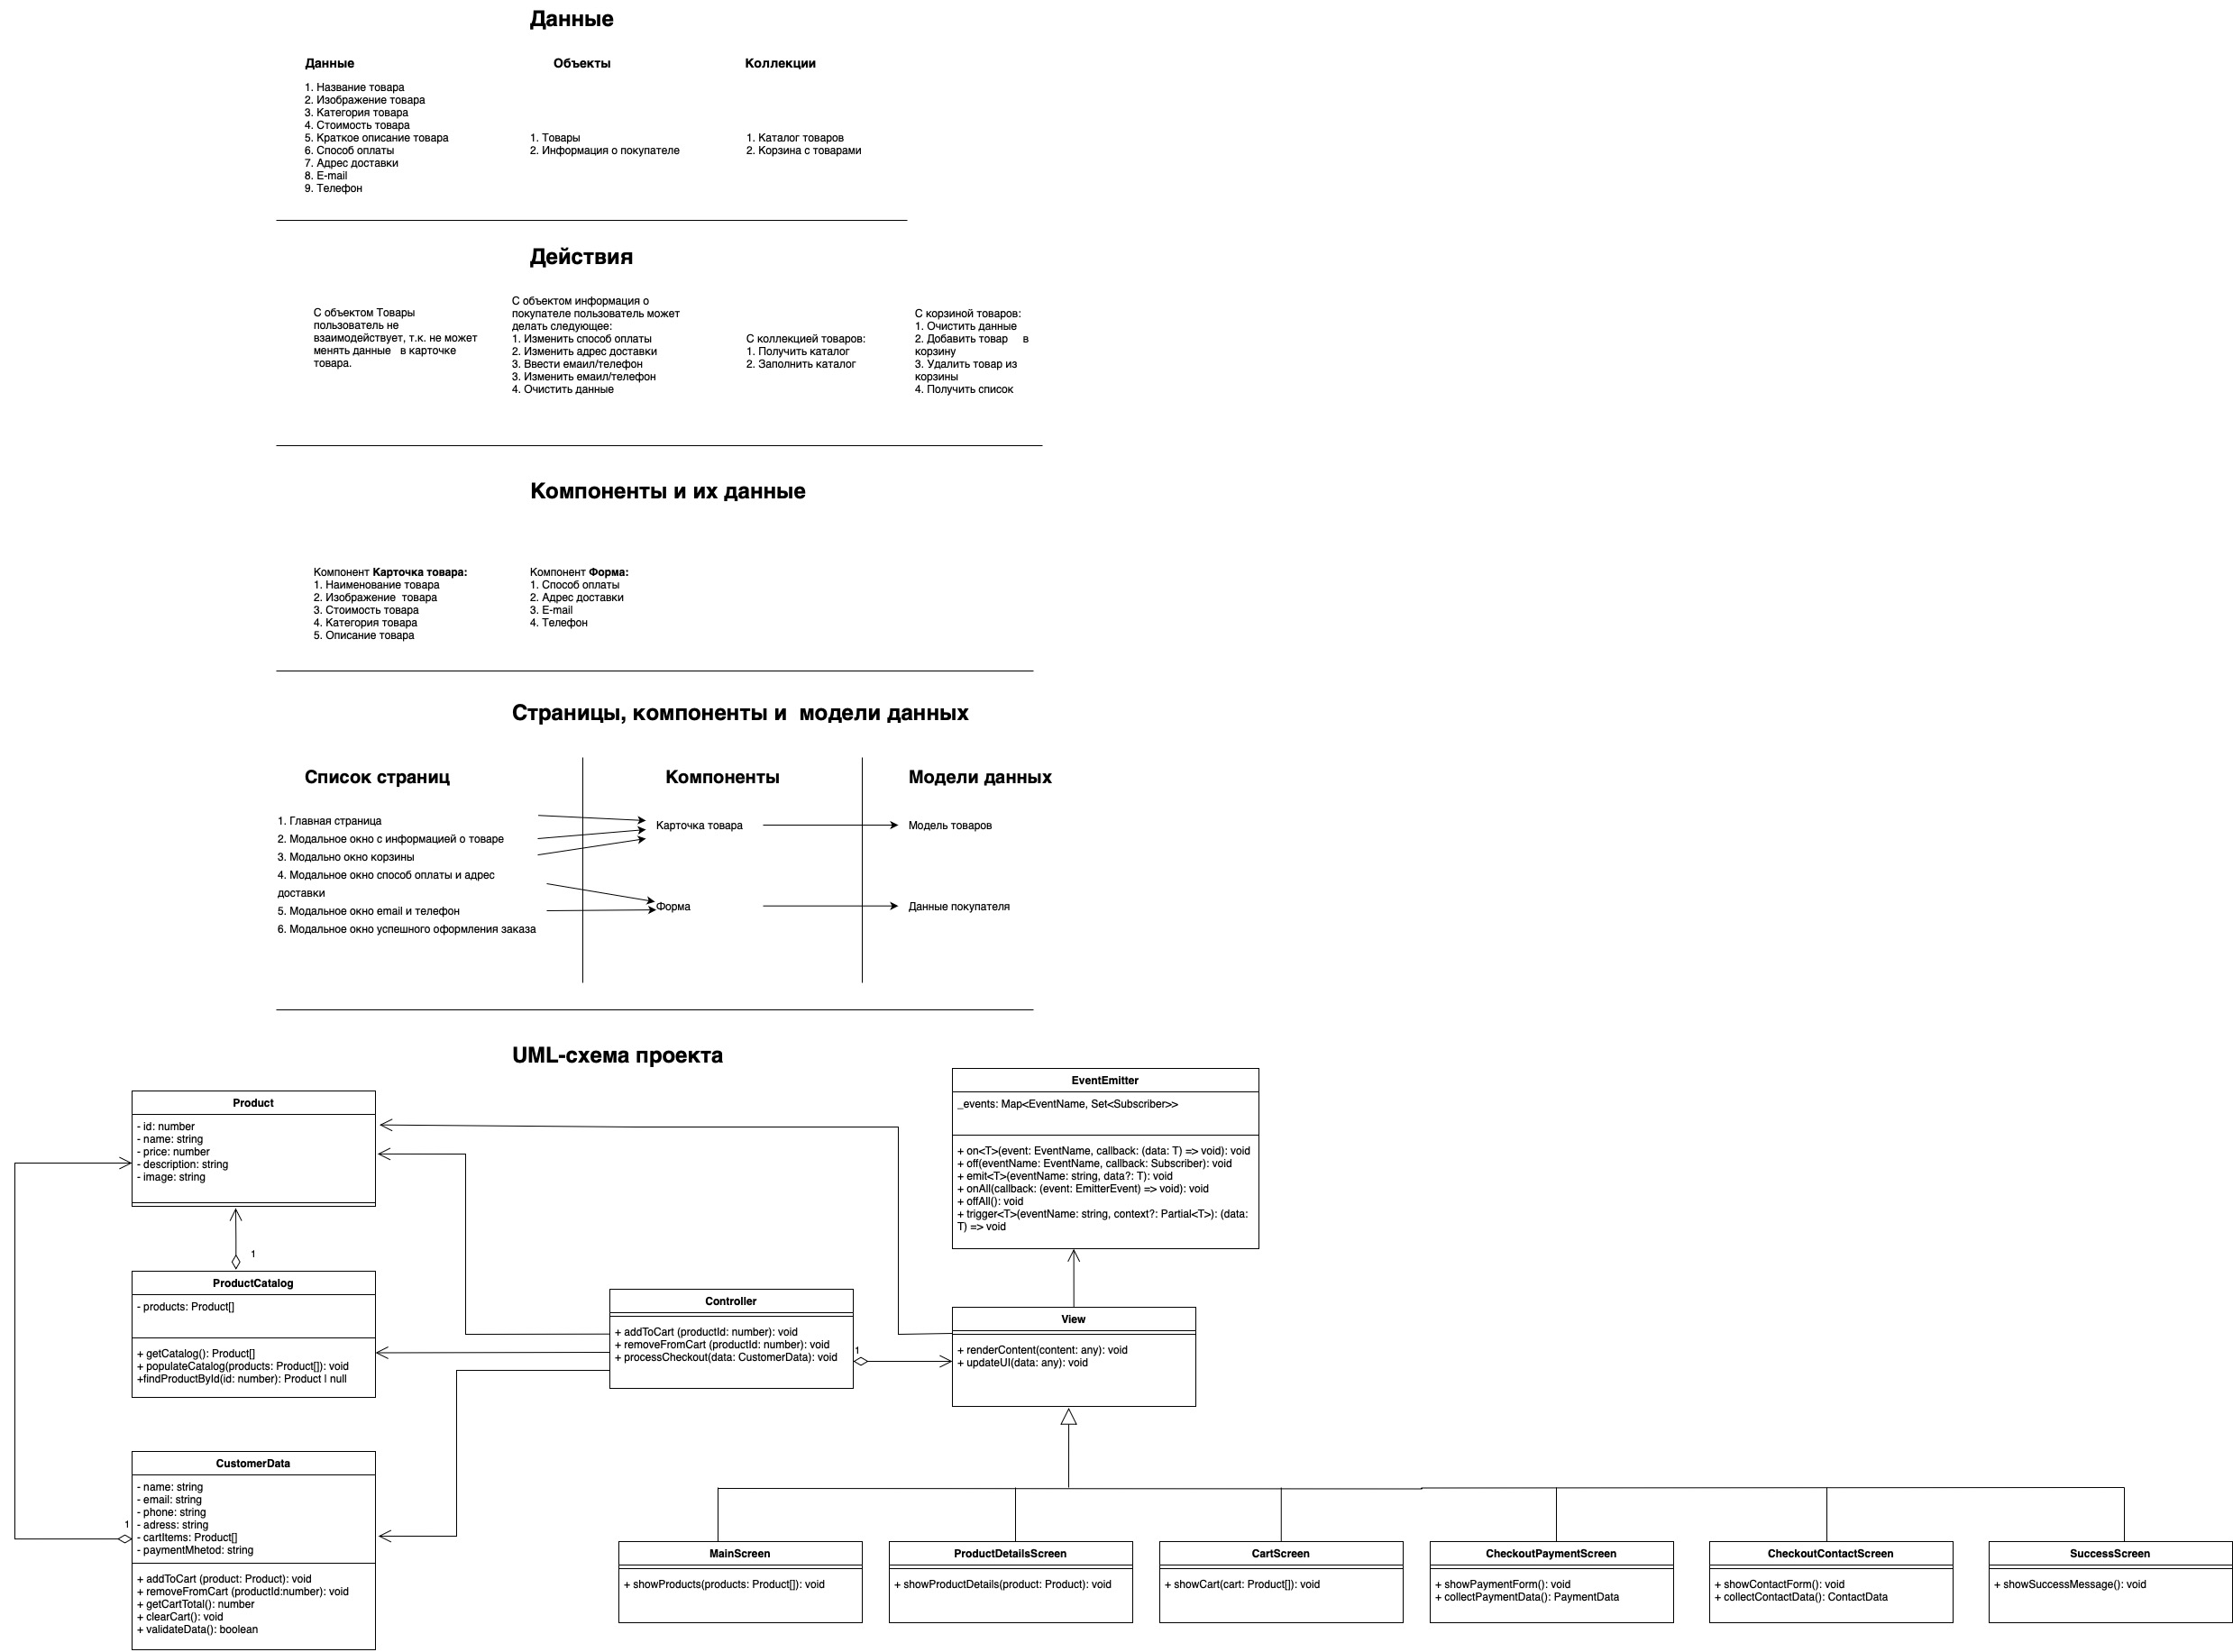 Данные
Данные
Объекты
Коллекции
1. Название товара
2. Изображение товара
3. Категория товара
4. Стоимость товара
5. Краткое описание товара
6. Способ оплаты
7. Адрес доставки
8. E-mail
9. Телефон
1. Товары
2. Информация о покупателе
1. Каталог товаров
2. Корзина с товарами
Действия
С объектом Товары
пользователь не
взаимодействует, т.к. не может
менять данные в карточке
товара.
С объектом информация о
покупателе пользователь может
делать следующее:
1. Изменить способ оплаты
2. Изменить адрес доставки
3. Ввести емаил/телефон
3. Изменить емаил/телефон
4. Очистить данные
С коллекцией товаров:
1. Получить каталог
2. Заполнить каталог
С корзиной товаров:
1. Очистить данные
2. Добавить товар в
корзину
3. Удалить товар из
корзины
4. Получить список
Компоненты и их данные
Компонент Карточка товара:
1. Наименование товара
2. Изображение товара
3. Стоимость товара
4. Категория товара
5. Описание товара
Компонент Форма:
1. Способ оплаты
2. Адрес доставки
3. E-mail
4. Телефон
Страницы, компоненты и модели данных
Список страниц
Компоненты
Модели данных
1. Главная страница
2. Модальное окно с информацией о товаре
3. Модально окно корзины
4. Модальное окно способ оплаты и адрес
доставки
5. Модальное окно email и телефон
6. Модальное окно успешного оформления заказа
Карточка товара
Форма
Модель товаров
Данные покупателя
UML-схема проекта
Product
- id: number
- name: string
- price: number
- description: string
- image: string
1
ProductCatalog
- products: Product[]
+ getCatalog(): Product[]
+ populateCatalog(products: Product[]): void
+findProductById(id: number): Product | null
CustomerData
- name: string
- email: string
- phone: string
- adress: string
- cartItems: Product[]
- paymentMhetod: string
1
+ addToCart (product: Product): void
+ removeFromCart (productId:number): void
+ getCartTotal(): number
+ clearCart(): void
+ validateData(): boolean
Controller
+ addToCart (productId: number): void
+ removeFromCart (productId: number): void
+ processCheckout(data: CustomerData): void
1
EventEmitter
_events: Map<EventName, Set<Subscriber>>
+ on<T>(event: EventName, callback: (data: T) => void): void
+ off(eventName: EventName, callback: Subscriber): void
+ emit<T>(eventName: string, data?: T): void
+ onAll(callback: (event: EmitterEvent) => void): void
+ offAll(): void
+ trigger<T>(eventName: string, context?: Partial<T>): (data:
T) => void
View
+ renderContent(content: any): void
+ updateUI(data: any): void
MainScreen
+ showProducts(products: Product[]): void
ProductDetailsScreen
+ showProductDetails(product: Product): void
CartScreen
+ showCart(cart: Product[]): void
CheckoutPaymentScreen
+ showPaymentForm(): void
+ collectPaymentData(): PaymentData
CheckoutContactScreen
+ showContactForm(): void
+ collectContactData(): ContactData
SuccessScreen
+ showSuccessMessage(): void